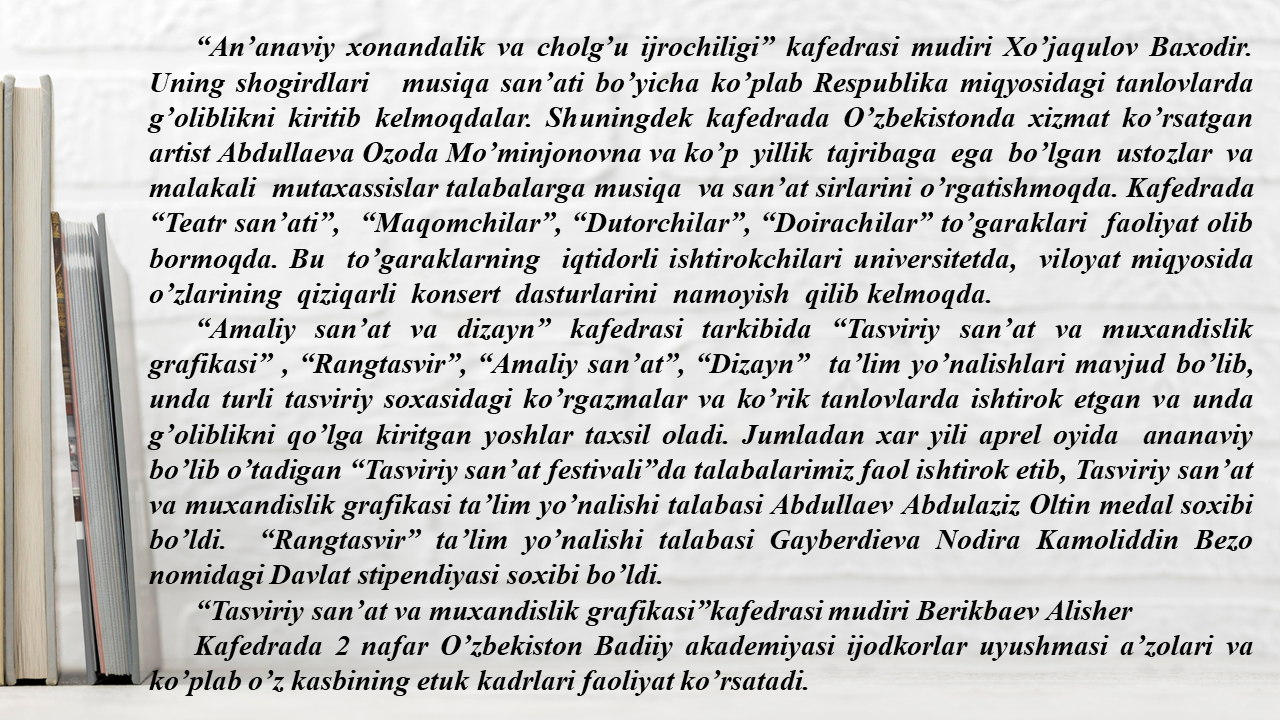 “An’anaviy xonandalik va cholg’u ijrochiligi” kafedrasi mudiri Xo’jaqulov Baxodir.
Uning shogirdlari musiqa san’ati bo’yicha ko’plab Respublika miqyosidagi tanlovlarda
g’oliblikni kiritib kelmoqdalar. Shuningdek kafedrada O’zbekistonda xizmat ko’rsatgan
artist Abdullaeva Ozoda Mo’minjonovna va ko’p yillik tajribaga ega bo’lgan ustozlar va
malakali mutaxassislar talabalarga musiqa va san’at sirlarini o’rgatishmoqda. Kafedrada
“Teatr san’ati”, “Maqomchilar”, “Dutorchilar”, “Doirachilar” to’garaklari faoliyat olib
bormoqda. Bu to’garaklarning iqtidorli ishtirokchilari universitetda, viloyat miqyosida
o’zlarining qiziqarli konsert dasturlarini namoyish qilib kelmoqda.
“Amaliy san’at va dizayn” kafedrasi tarkibida “Tasviriy san’at va muxandislik
grafikasi” , “Rangtasvir”, “Amaliy san’at”, “Dizayn” ta’lim yo’nalishlari mavjud bo’lib,
unda turli tasviriy soxasidagi ko’rgazmalar va ko’rik tanlovlarda ishtirok etgan va unda
g’oliblikni qo’lga kiritgan yoshlar taxsil oladi. Jumladan xar yili aprel oyida ananaviy
bo’lib o’tadigan “Tasviriy san’at festivali”da talabalarimiz faol ishtirok etib, Tasviriy san’at
va muxandislik grafikasi ta’lim yo’nalishi talabasi Abdullaev Abdulaziz Oltin medal soxibi
bo’ldi. “Rangtasvir” ta’lim yo’nalishi talabasi Gayberdieva Nodira Kamoliddin Bezo
nomidagi Davlat stipendiyasi soxibi bo’ldi.
“Tasviriy san’at va muxandislik grafikasi”kafedrasi mudiri Berikbaev Alisher
Kafedrada 2 nafar O’zbekiston Badiiy akademiyasi ijodkorlar uyushmasi a’zolari va
ko’plab o’z kasbining etuk kadrlari faoliyat ko’rsatadi.